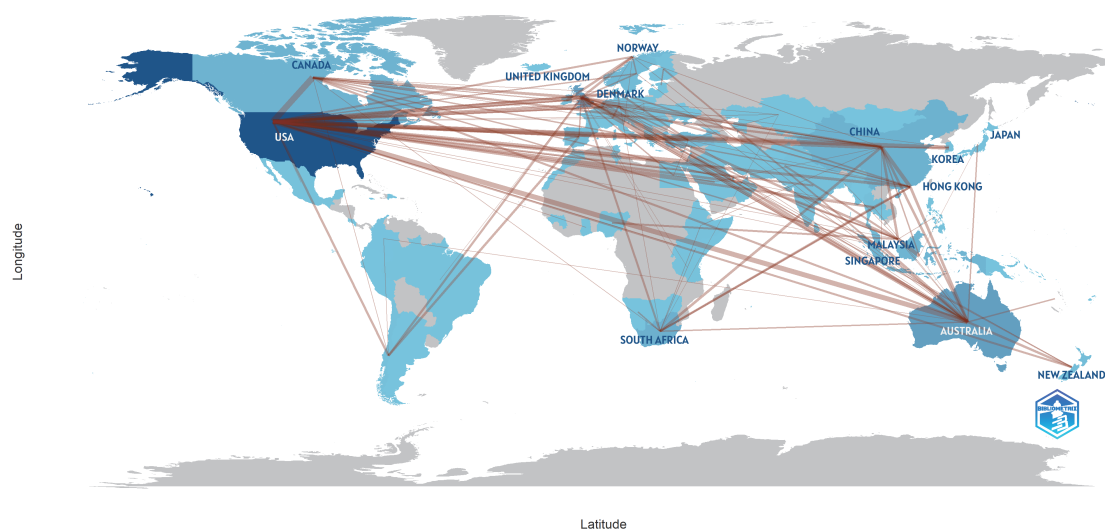 NORWAY
CANADA
UNITED KINGDOM
DENMARK
USA
CHINA
JAPAN
KOREA
HONG KONG
Longitude
MALAYSIA
SINGAPORE
AUSTRALIA
SOUTH AFRICA
NEW ZEALAND
BIBLIOMETRIX
Latitude